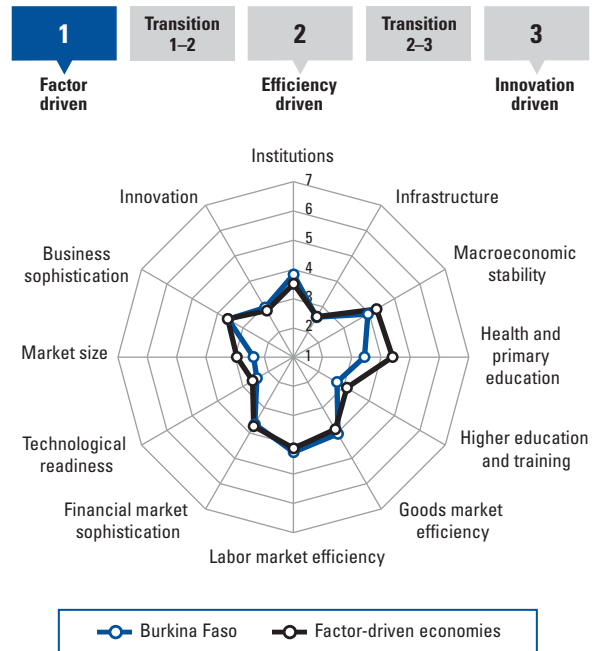 1
Transition
1–2
2
Transition
2–3
3
Factor
driven
Efficiency
driven
Innovation
driven
Institutions
7
Innovation
Infrastructure
6
5
Business
sophistication
Macroeconomic
stability
4
3
2
Market size
1
Health and
primary
education
Technological
readiness
Higher education
and training
Financial market
sophistication
Goods market
efficiency
Labor market efficiency
Burkina Faso
Factor-driven economies